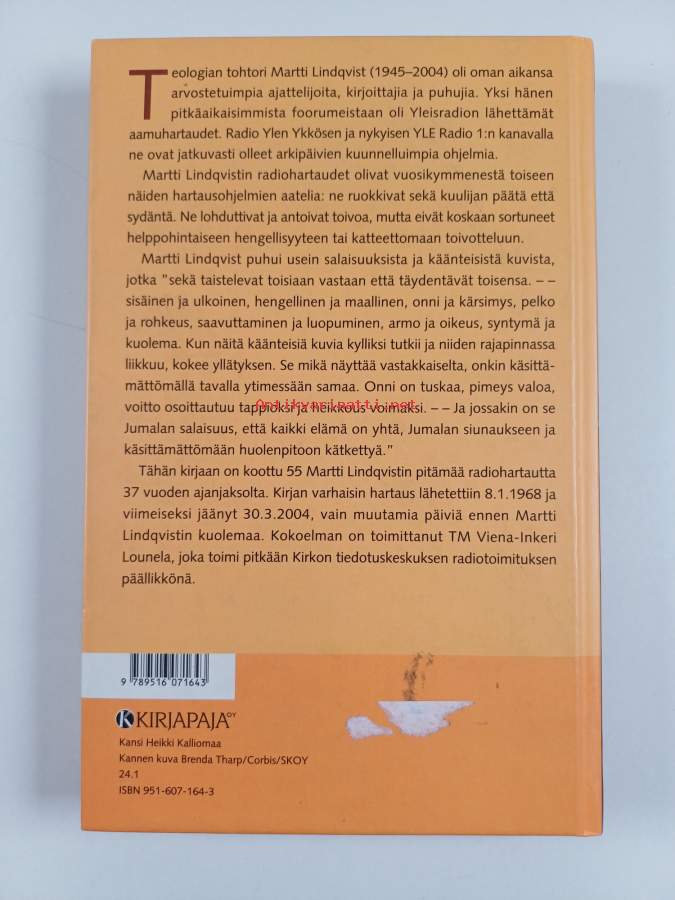 Teologian tohtori Martti Lindqvist (1945–2004) oli oman aikansa
arvostetuimpia ajattelijoita, kirjoittajia ja puhujia. Yksi hänen
pitkäaikaisimmista foorumeistaan oli Yleisradion lähettämät
aamuhartaudet. Radio Ylen Ykkösen ja nykyisen YLE Radio 1:n kanavalla
ne ovat jatkuvasti olleet arkipäivien kuunnelluimpia ohjelmia.
Martti Lindqvistin radiohartaudet olivat vuosikymmenestä toiseen
näiden hartausohjelmien aatelia: ne ruokkivat sekä kuulijan päätä että
sydäntä. Ne lohduttivat ja antoivat toivoa, mutta eivät koskaan sortuneet
helppohintaiseen hengellisyyteen tai katteettomaan toivotteluun.
Martti Lindqvist puhui usein salaisuuksista ja käänteisistä kuvista,
jotka ”sekä taistelevat toisiaan vastaan että täydentävät toisensa. – –
sisäinen ja ulkoinen, hengellinen ja maallinen, onni ja kärsimys, pelko
ja rohkeus, saavuttaminen ja luopuminen, armo ja oikeus, syntymä ja
kuolema. Kun näitä käänteisiä kuvia kylliksi tutkii ja niiden rajapinnassa
liikkuu, kokee yllätyksen. Se mikä näyttää vastakkaiselta, onkin käsittä-
mättömällä tavalla ytimessään samaa. Onni on tuskaa, pimeys valoa,
Antikvariaatti.net
voitto osoittautuu tappioksi ja heikkous voimaksi. – – Ja jossakin on se
Jumalan salaisuus, että kaikki elämä on yhtä, Jumalan siunaukseen ja
käsittämättömään huolenpitoon kätkettyä.”
Tähän kirjaan on koottu 55 Martti Lindqvistin pitämää radiohartautta
37 vuoden ajanjaksolta. Kirjan varhaisin hartaus lähetettiin 8.1.1968 ja
viimeiseksi jäänyt 30.3.2004, vain muutamia päiviä ennen Martti
Lindqvistin kuolemaa. Kokoelman on toimittanut TM Viena-Inkeri
Lounela, joka toimi pitkään Kirkon tiedotuskeskuksen radiotoimituksen
päällikkönä.
9 789516 071643
KIRJAPAJA OY
Kansi Heikki Kalliomaa
Kannen kuva Brenda Tharp/Corbis/SKOY
24.1
ISBN 951-607-164-3